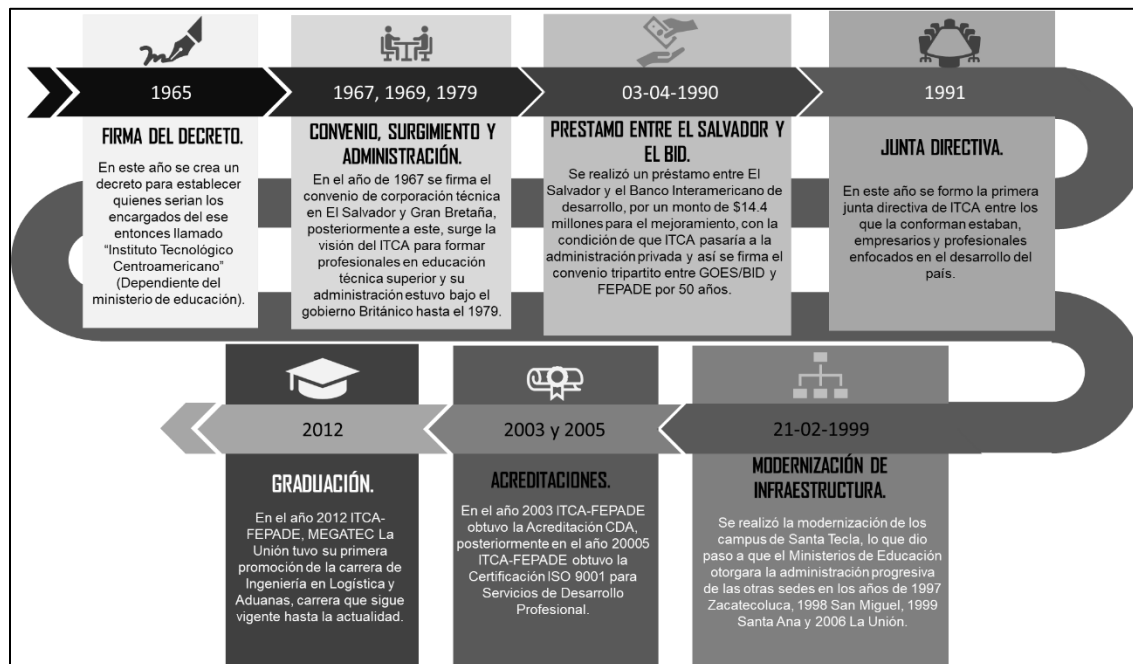 1965
FIRMA DEL DECRETO.
En este año se crea un
decreto para establecer
quienes serian los
encargados del ese
entonces llamado
“Instituto Tecnológico
Centroamericano”
(Dependiente del
ministerio de educación).
1967, 1969, 1979
CONVENIO, SURGIMIENTO Y
ADMINISTRACIÓN.
En el año de 1967 se firma el
convenio de corporación técnica
en El Salvador y Gran Bretaña,
posteriormente a este, surge la
visión del ITCA para formar
profesionales en educación
técnica superior y su
administración estuvo bajo el
gobierno Británico hasta el 1979.
03-04-1990
PRESTAMO ENTRE EL SALVADOR Y
EL BID.
Se realizó un préstamo entre El
Salvador y el Banco Interamericano de
desarrollo, por un monto de $14.4
millones para el mejoramiento, con la
condición de que ITCA pasaría a la
administración privada y así se firma el
convenio tripartito entre GOES/BID y
FEPADE por 50 años.
1991
JUNTA DIRECTIVA.
En este año se formo la primera
junta directiva de ITCA entre los
que la conforman estaban,
empresarios y profesionales
enfocados en el desarrollo del
país.
21-02-1999
MODERNIZACIÓN DE
INFRAESTRUCTURA.
Se realizó la modernización de los
campus de Santa Tecla, lo que dio
paso a que el Ministerios de Educación
otorgara la administración progresiva
de las otras sedes en los años de 1997
Zacatecoluca, 1998 San Miguel, 1999
Santa Ana y 2006 La Unión.
2003 y 2005
ACREDITACIONES.
En el año 2003 ITCA-FEPADE
obtuvo la Acreditación CDA,
posteriormente en el año 20005
ITCA-FEPADE obtuvo la
Certificación ISO 9001 para
Servicios de Desarrollo
Profesional.
2012
GRADUACIÓN.
En el año 2012 ITCA-
FEPADE, MEGATEC La
Unión tuvo su primera
promoción de la carrera de
Ingeniería en Logística y
Aduanas, carrera que sigue
vigente hasta la actualidad.